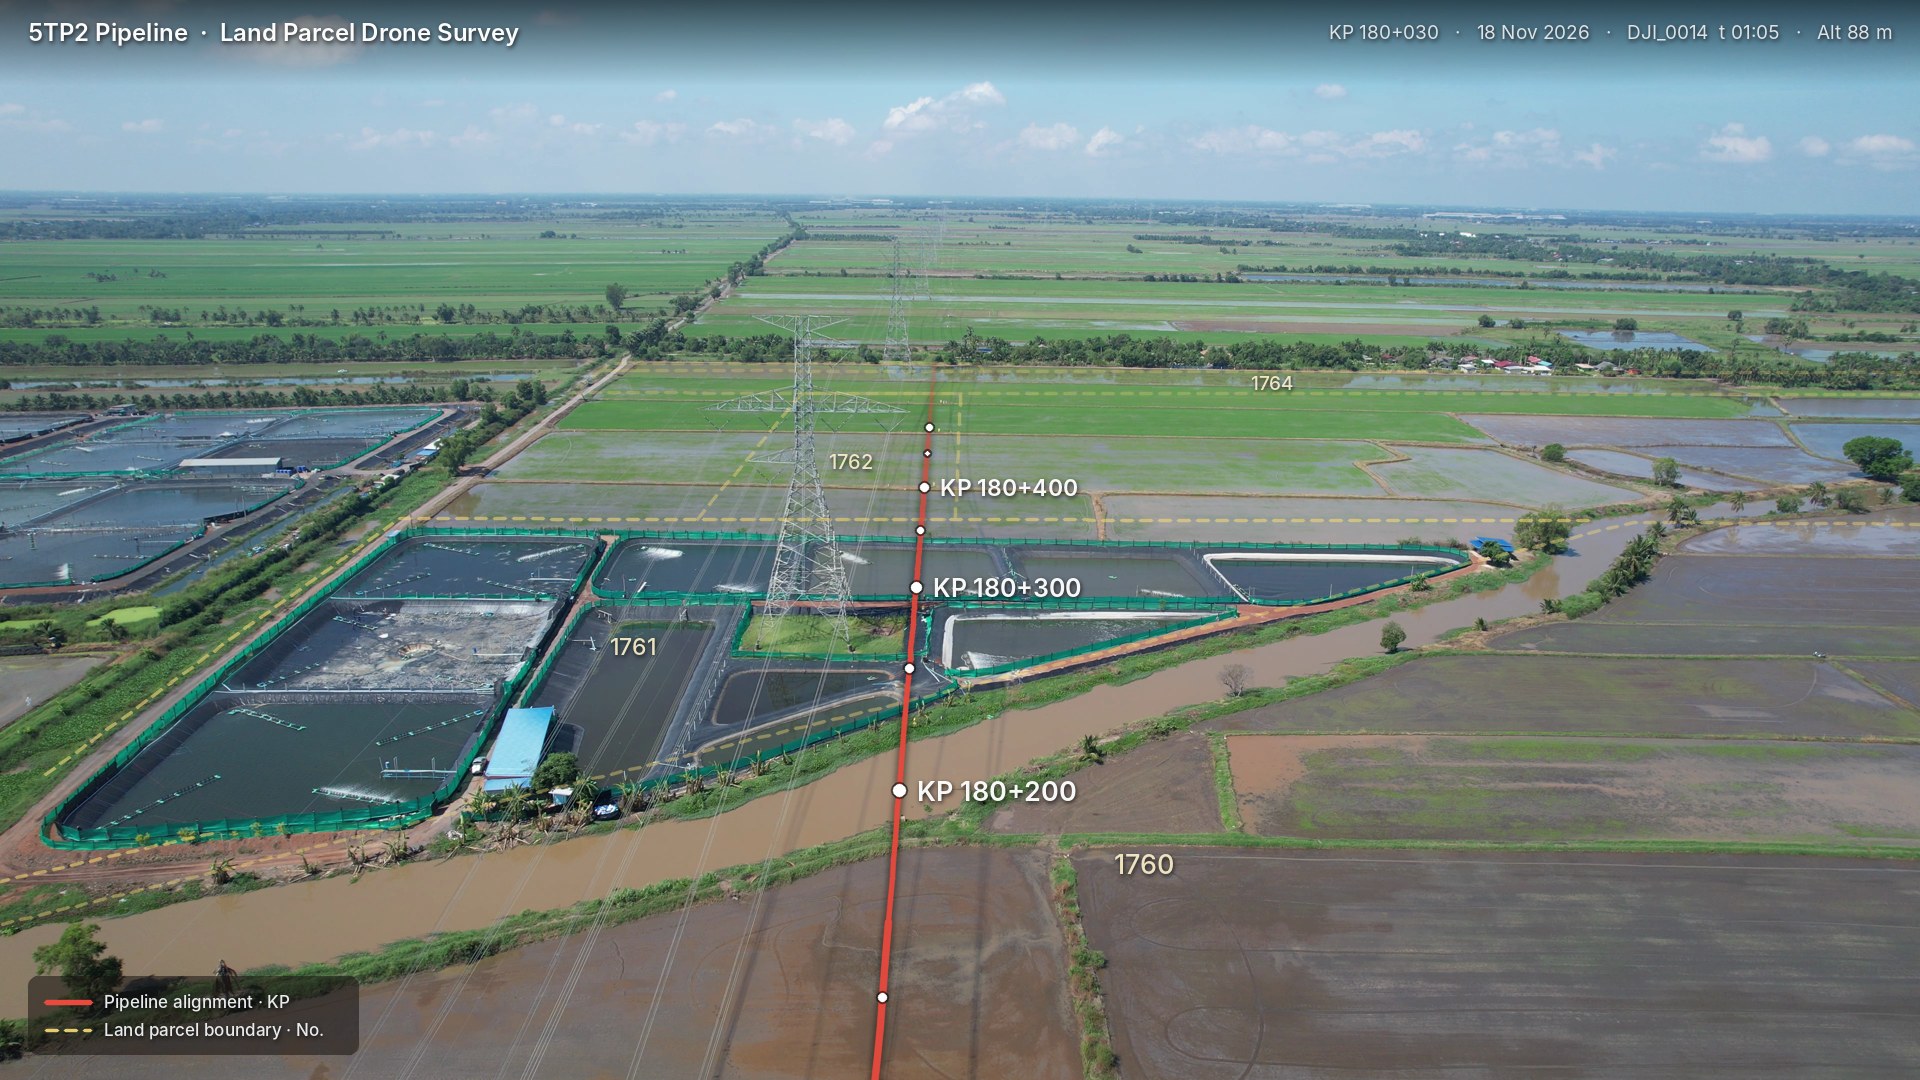 5TP2 Pipeline · Land Parcel Drone Survey
KP 180+030 · 18 Nov 2026 · DJI_0014 t 01:05 · Alt 88 m
1764
1762
KP 180+400
KP 180+300
1761
KP 180+200
1760
Pipeline alignment · KP
Land parcel boundary · No.